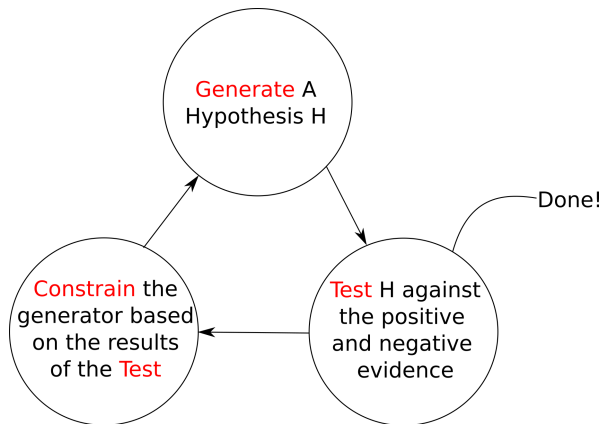 Generate A
Hypothesis H
Done!
Constrain the
generator based
on the results
of the Test
Test H against
the positive
and negative
evidence